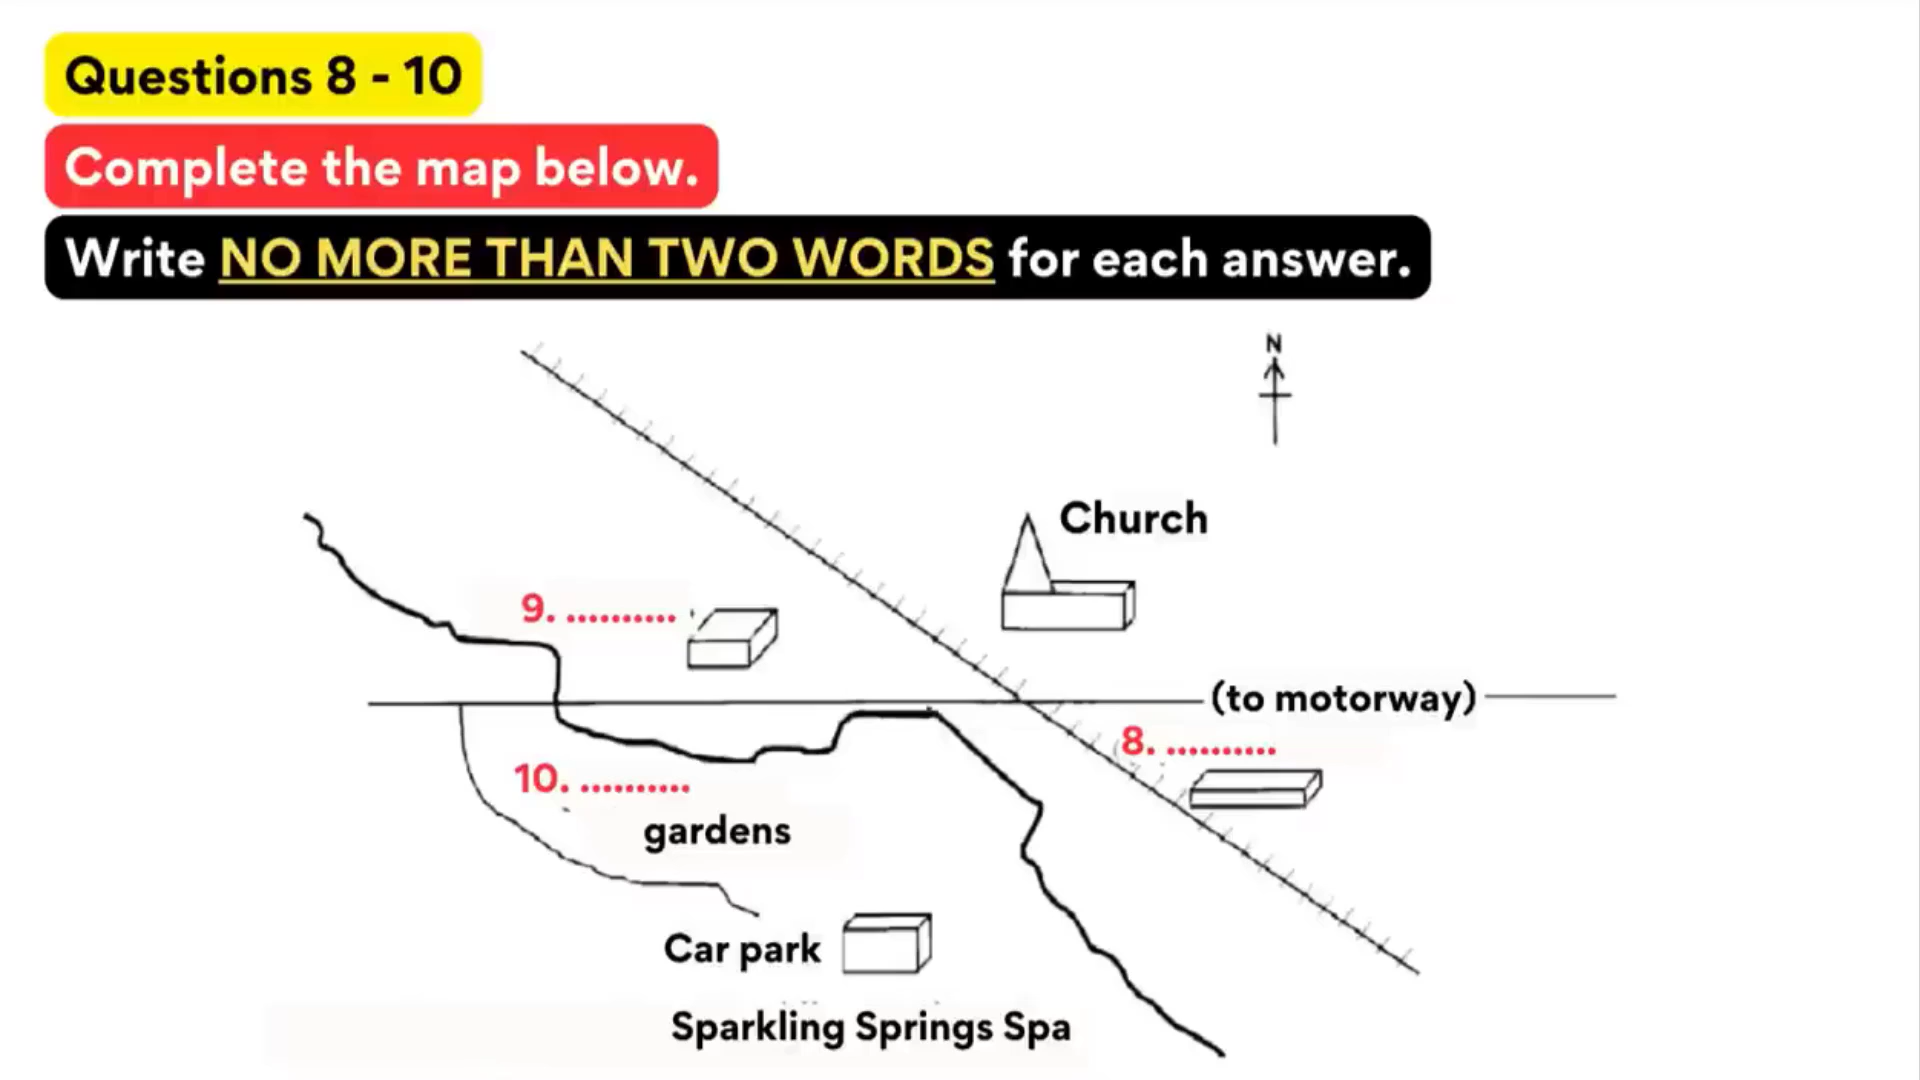 Questions 8 - 10
Complete the map below.
Write NO MORE THAN TWO WORDS for each answer.
N
Church
9. ..........
(to motorway)
8. ..........
10. ..........
gardens
Car park
Sparkling Springs Spa